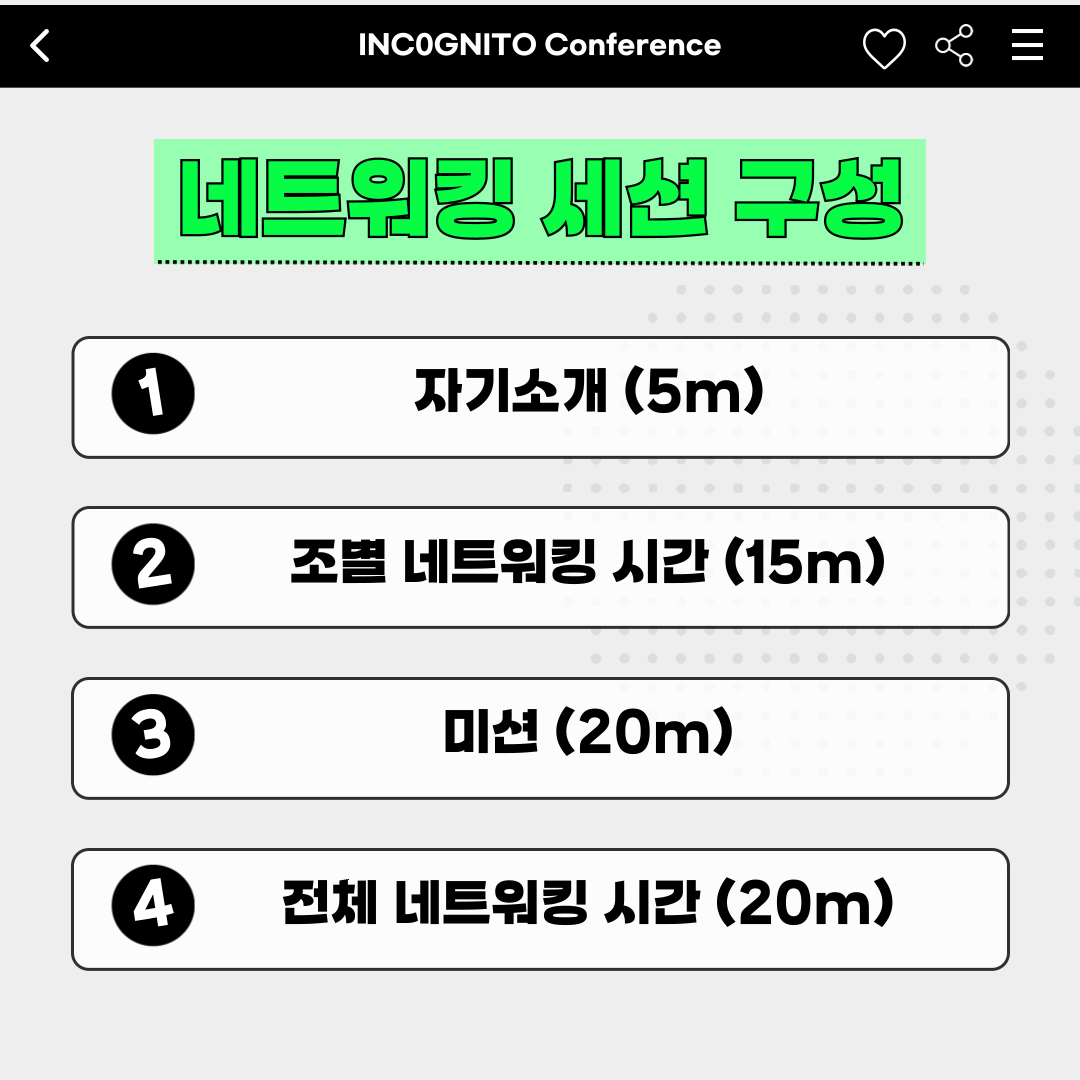 INC0GNITO Conference
네트워킹 세션 구성
1 자기소개 (5m)
2 조별 네트워킹 시간 (15m)
3 미션 (20m)
4 전체 네트워킹 시간 (20m)